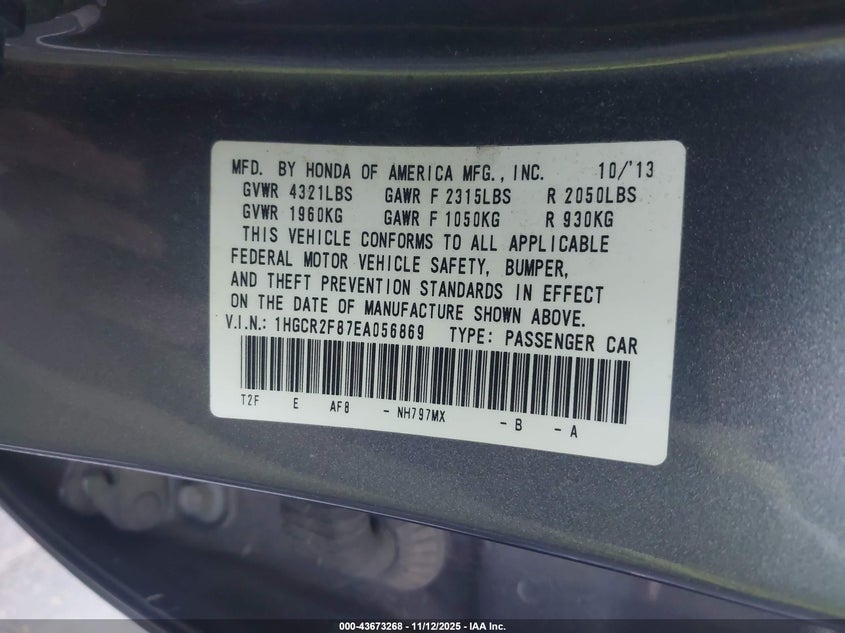 MFD. BY HONDA OF AMERICA MFG., INC. 10/'13
GVWR 4321LBS GAWR F 2315LBS R 2050LBS
GVWR 1960KG GAWR F 1050KG R 930KG
THIS VEHICLE CONFORMS TO ALL APPLICABLE
FEDERAL MOTOR VEHICLE SAFETY, BUMPER,
AND THEFT PREVENTION STANDARDS IN EFFECT
ON THE DATE OF MANUFACTURE SHOWN ABOVE.
V.I.N.: 1HGCR2F87EA056869 TYPE: PASSENGER CAR
T2F E AF8 - NH797MX - B - A
000-43673268 - 11/12/2025 - IAA Inc.